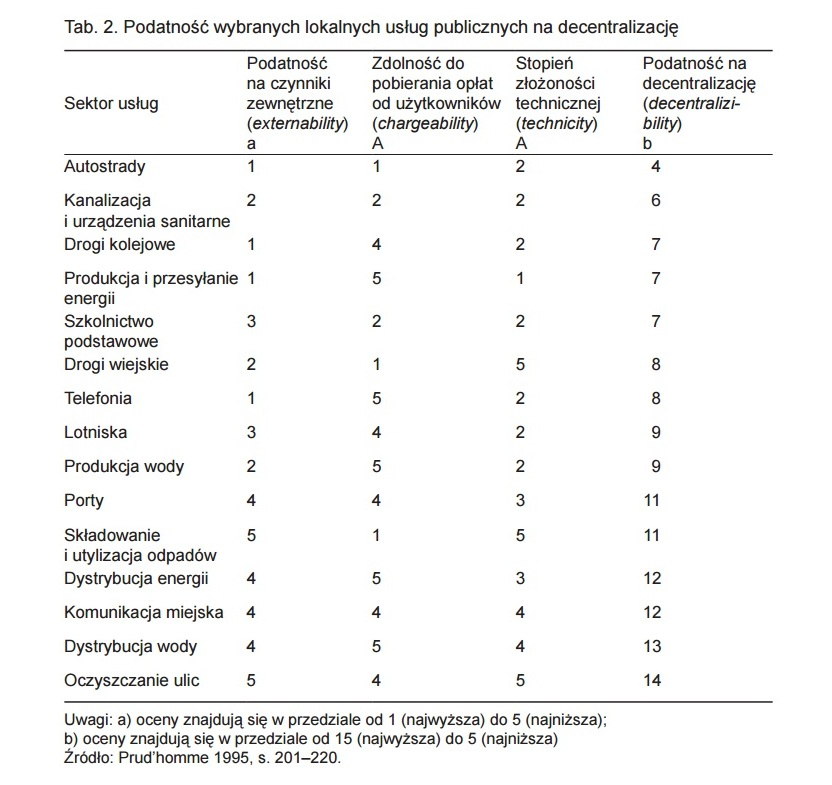 Tab. 2. Podatność wybranych lokalnych usług publicznych na decentralizację
Sektor usług
Podatność na czynniki zewnętrzne (externability) a
Zdolność do pobierania opłat od użytkowników (chargeability) A
Stopień złożoności technicznej (technicity) A
Podatność na decentralizację (decentralizi-bility) b
Autostrady 1 1 2 4
Kanalizacja 2 2 2 6
i urządzenia sanitarne
Drogi kolejowe 1 4 2 7
Produkcja i przesyłanie 1 5 1 7
energii
Szkolnictwo 3 2 2 7
podstawowe
Drogi wiejskie 2 1 5 8
Telefonia 1 5 2 8
Lotniska 3 4 2 9
Produkcja wody 2 5 2 9
Porty 4 4 3 11
Składowanie 5 1 5 11
i utylizacja odpadów
Dystrybucja energii 4 5 3 12
Komunikacja miejska 4 4 4 12
Dystrybucja wody 4 5 4 13
Oczyszczanie ulic 5 4 5 14
Uwagi: a) oceny znajdują się w przedziale od 1 (najwyższa) do 5 (najniższa);
b) oceny znajdują się w przedziale od 15 (najwyższa) do 5 (najniższa)
Źródło: Prud’homme 1995, s. 201–220.